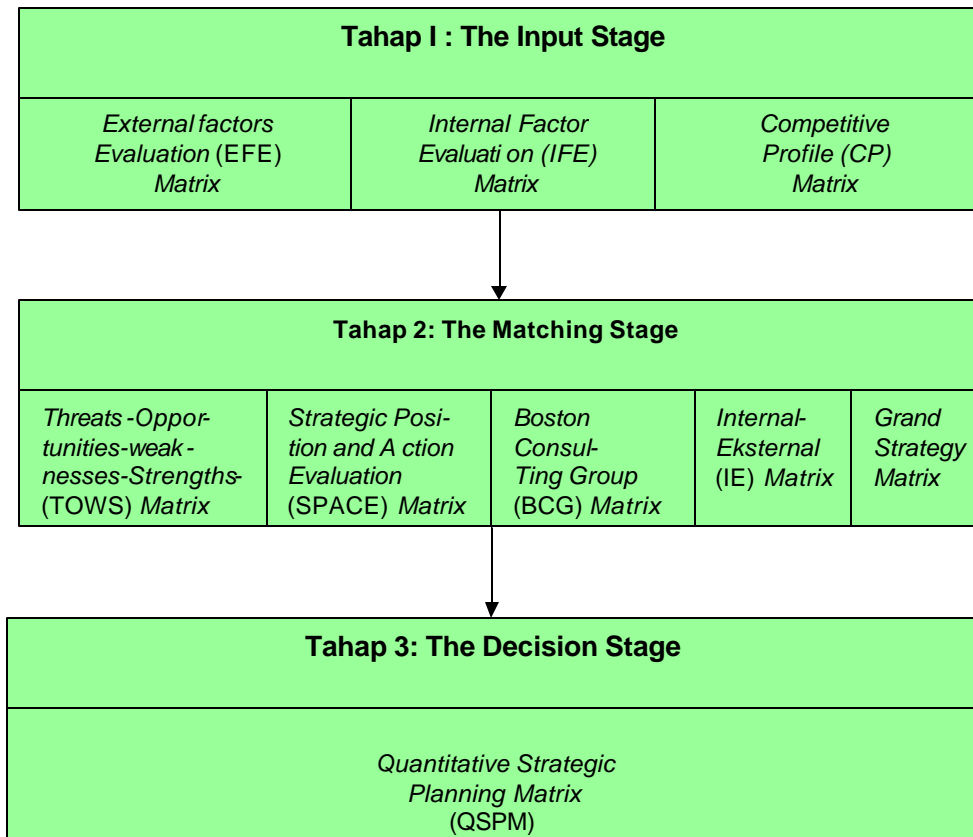 Tahap I : The Input Stage
External factors
Evaluation (EFE)
Matrix
Internal Factor
Evaluati on (IFE)
Matrix
Competitive
Profile (CP)
Matrix
Tahap 2: The Matching Stage
Threats -Oppor-
tunities-weak -
nesses-Strengths-
(TOWS) Matrix
Strategic Posi-
tion and A ction
Evaluation
(SPACE) Matrix
Boston
Consul-
Ting Group
(BCG) Matrix
Internal-
Eksternal
(IE) Matrix
Grand
Strategy
Matrix
Tahap 3: The Decision Stage
Quantitative Strategic
Planning Matrix
(QSPM)